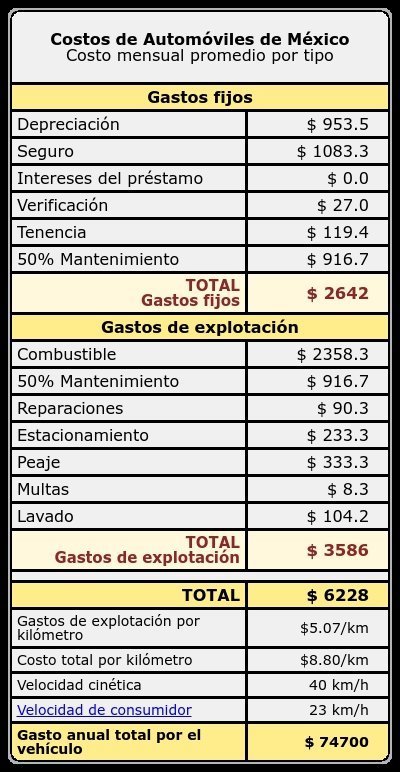 Costos de Automóviles de México
Costo mensual promedio por tipo
Gastos fijos
Depreciación $ 953.5
Seguro $ 1083.3
Intereses del préstamo $ 0.0
Verificación $ 27.0
Tenencia $ 119.4
50% Mantenimiento $ 916.7
TOTAL
Gastos fijos $ 2642
Gastos de explotación
Combustible $ 2358.3
50% Mantenimiento $ 916.7
Reparaciones $ 90.3
Estacionamiento $ 233.3
Peaje $ 333.3
Multas $ 8.3
Lavado $ 104.2
TOTAL
Gastos de explotación $ 3586
TOTAL $ 6228
Gastos de explotación por
kilómetro $5.07/km
Costo total por kilómetro $8.80/km
Velocidad cinética 40 km/h
Velocidad de consumidor 23 km/h
Gasto anual total por el
vehículo $ 74700